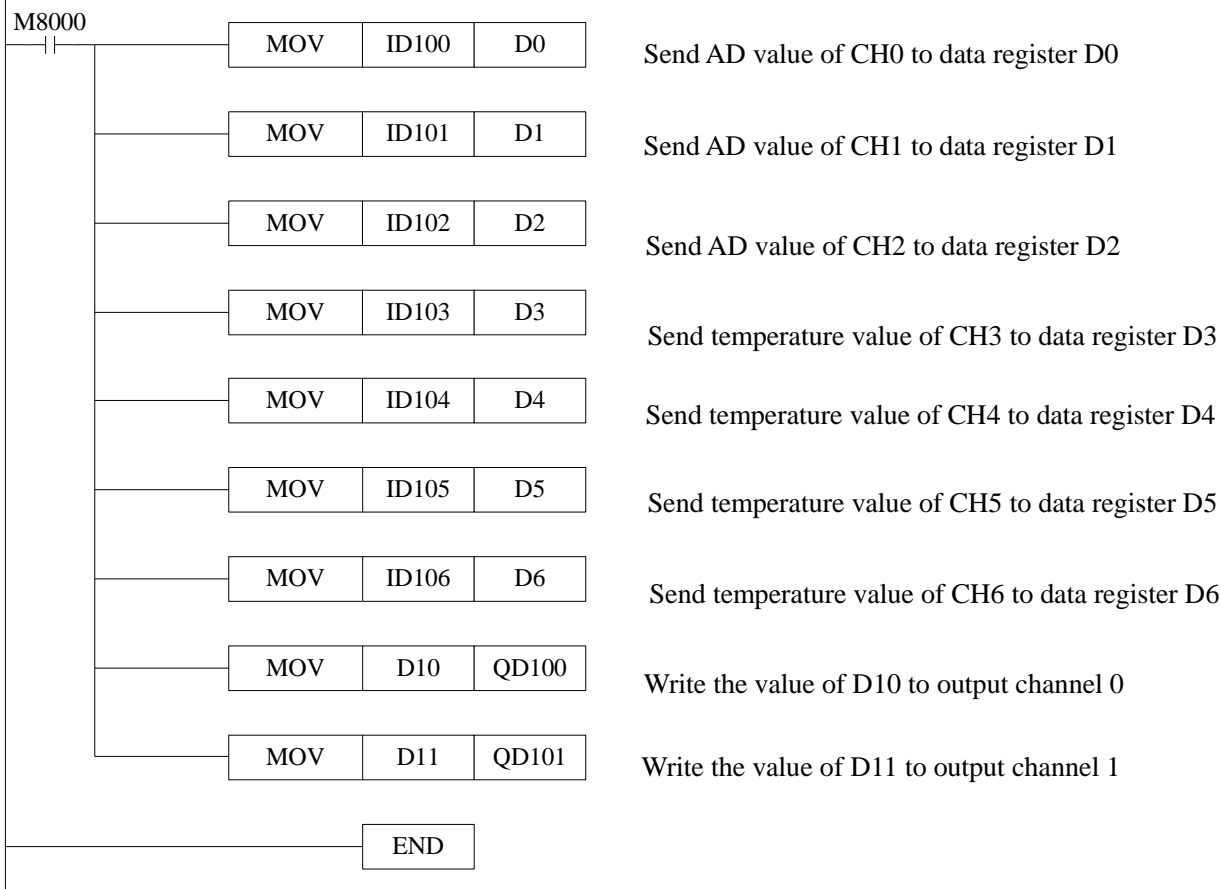 M8000
MOV ID100 D0 Send AD value of CH0 to data register D0
MOV ID101 D1 Send AD value of CH1 to data register D1
MOV ID102 D2 Send AD value of CH2 to data register D2
MOV ID103 D3 Send temperature value of CH3 to data register D3
MOV ID104 D4 Send temperature value of CH4 to data register D4
MOV ID105 D5 Send temperature value of CH5 to data register D5
MOV ID106 D6 Send temperature value of CH6 to data register D6
MOV D10 QD100 Write the value of D10 to output channel 0
MOV D11 QD101 Write the value of D11 to output channel 1
END